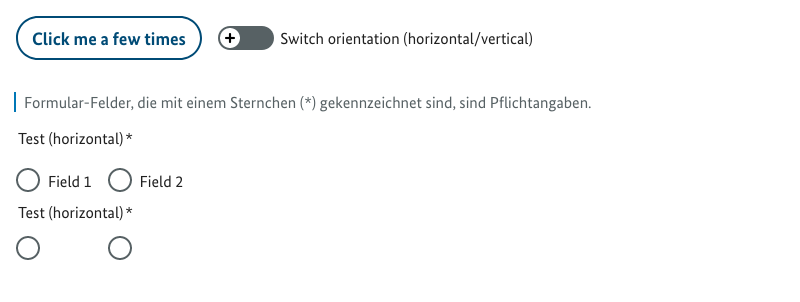 Click me a few times
Switch orientation (horizontal/vertical)
Formular-Felder, die mit einem Sternchen (*) gekennzeichnet sind, sind Pflichtangaben.
Test (horizontal)*
Field 1 Field 2
Test (horizontal)*